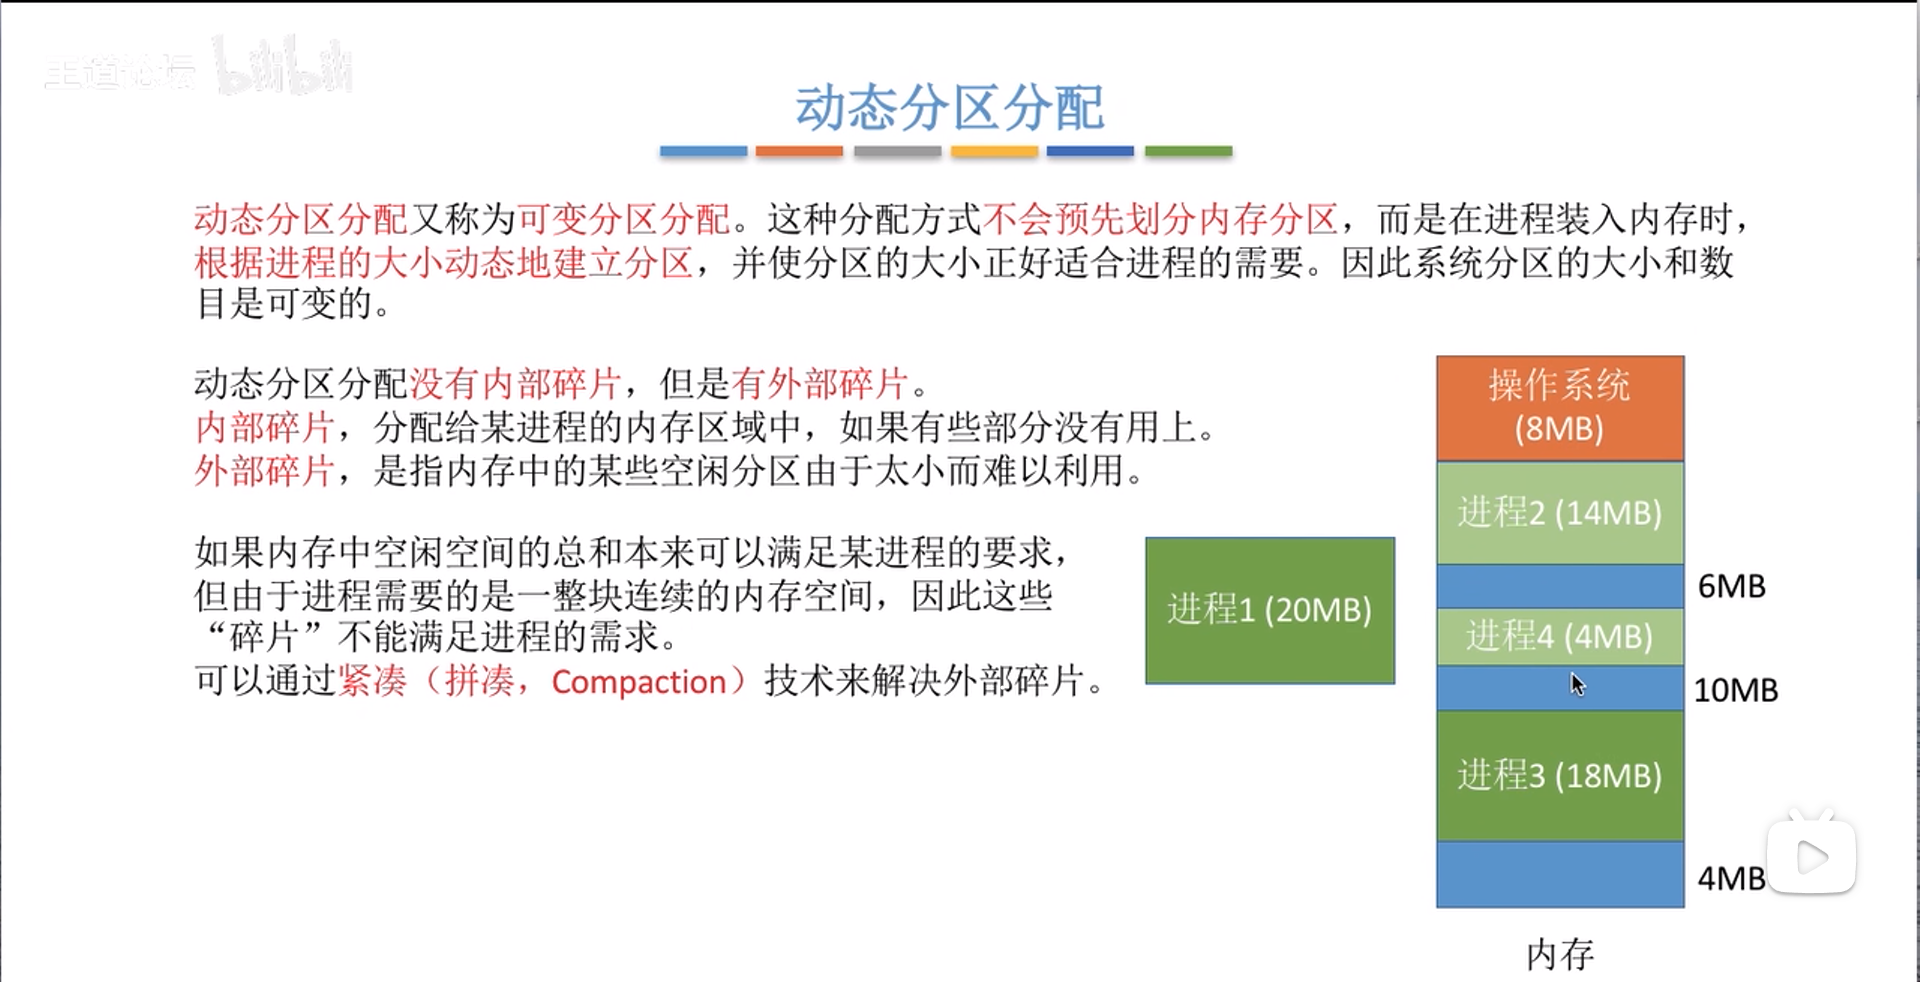 王道论坛 bilibili
动态分区分配
动态分区分配又称为可变分区分配。这种分配方式不会预先划分内存分区，而是在进程装入内存时，
根据进程的大小动态地建立分区，并使分区的大小正好适合进程的需要。因此系统分区的大小和数
目是可变的。
动态分区分配没有内部碎片，但是有外部碎片。
内部碎片，分配给某进程的内存区域中，如果有些部分没有用上。
外部碎片，是指内存中的某些空闲分区由于太小而难以利用。
如果内存中空闲空间的总和本来可以满足某进程的要求，
但由于进程需要的是一整块连续的内存空间，因此这些
“碎片”不能满足进程的需求。
可以通过紧凑（拼凑，Compaction）技术来解决外部碎片。
进程1 (20MB)
操作系统
(8MB)
进程2 (14MB)
6MB
进程4 (4MB)
10MB
进程3 (18MB)
4MB
内存